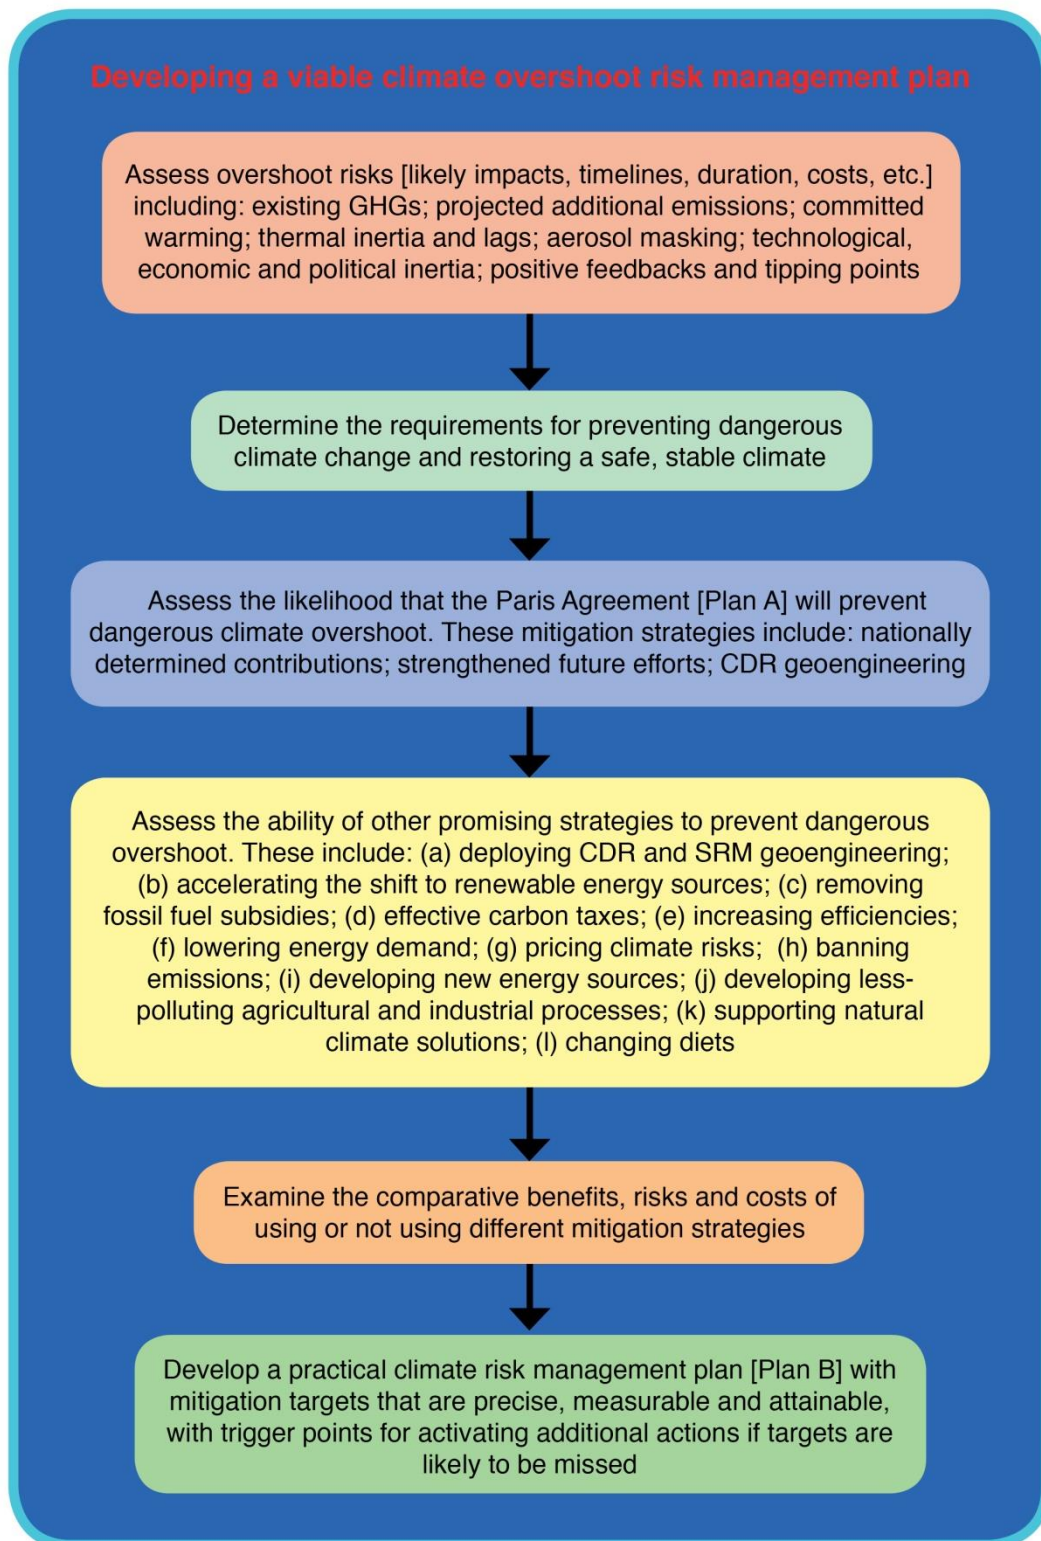 Developing a viable climate overshoot risk management plan
Assess overshoot risks [likely impacts, timelines, duration, costs, etc.]
including: existing GHGs; projected additional emissions; committed
warming; thermal inertia and lags; aerosol masking; technological,
economic and political inertia; positive feedbacks and tipping points
Determine the requirements for preventing dangerous
climate change and restoring a safe, stable climate
Assess the likelihood that the Paris Agreement [Plan A] will prevent
dangerous climate overshoot. These mitigation strategies include: nationally
determined contributions; strengthened future efforts; CDR geoengineering
Assess the ability of other promising strategies to prevent dangerous
overshoot. These include: (a) deploying CDR and SRM geoengineering;
(b) accelerating the shift to renewable energy sources; (c) removing
fossil fuel subsidies; (d) effective carbon taxes; (e) increasing efficiencies;
(f) lowering energy demand; (g) pricing climate risks; (h) banning
emissions; (i) developing new energy sources; (j) developing less-
polluting agricultural and industrial processes; (k) supporting natural
climate solutions; (l) changing diets
Examine the comparative benefits, risks and costs of
using or not using different mitigation strategies
Develop a practical climate risk management plan [Plan B] with
mitigation targets that are precise, measurable and attainable,
with trigger points for activating additional actions if targets are
likely to be missed